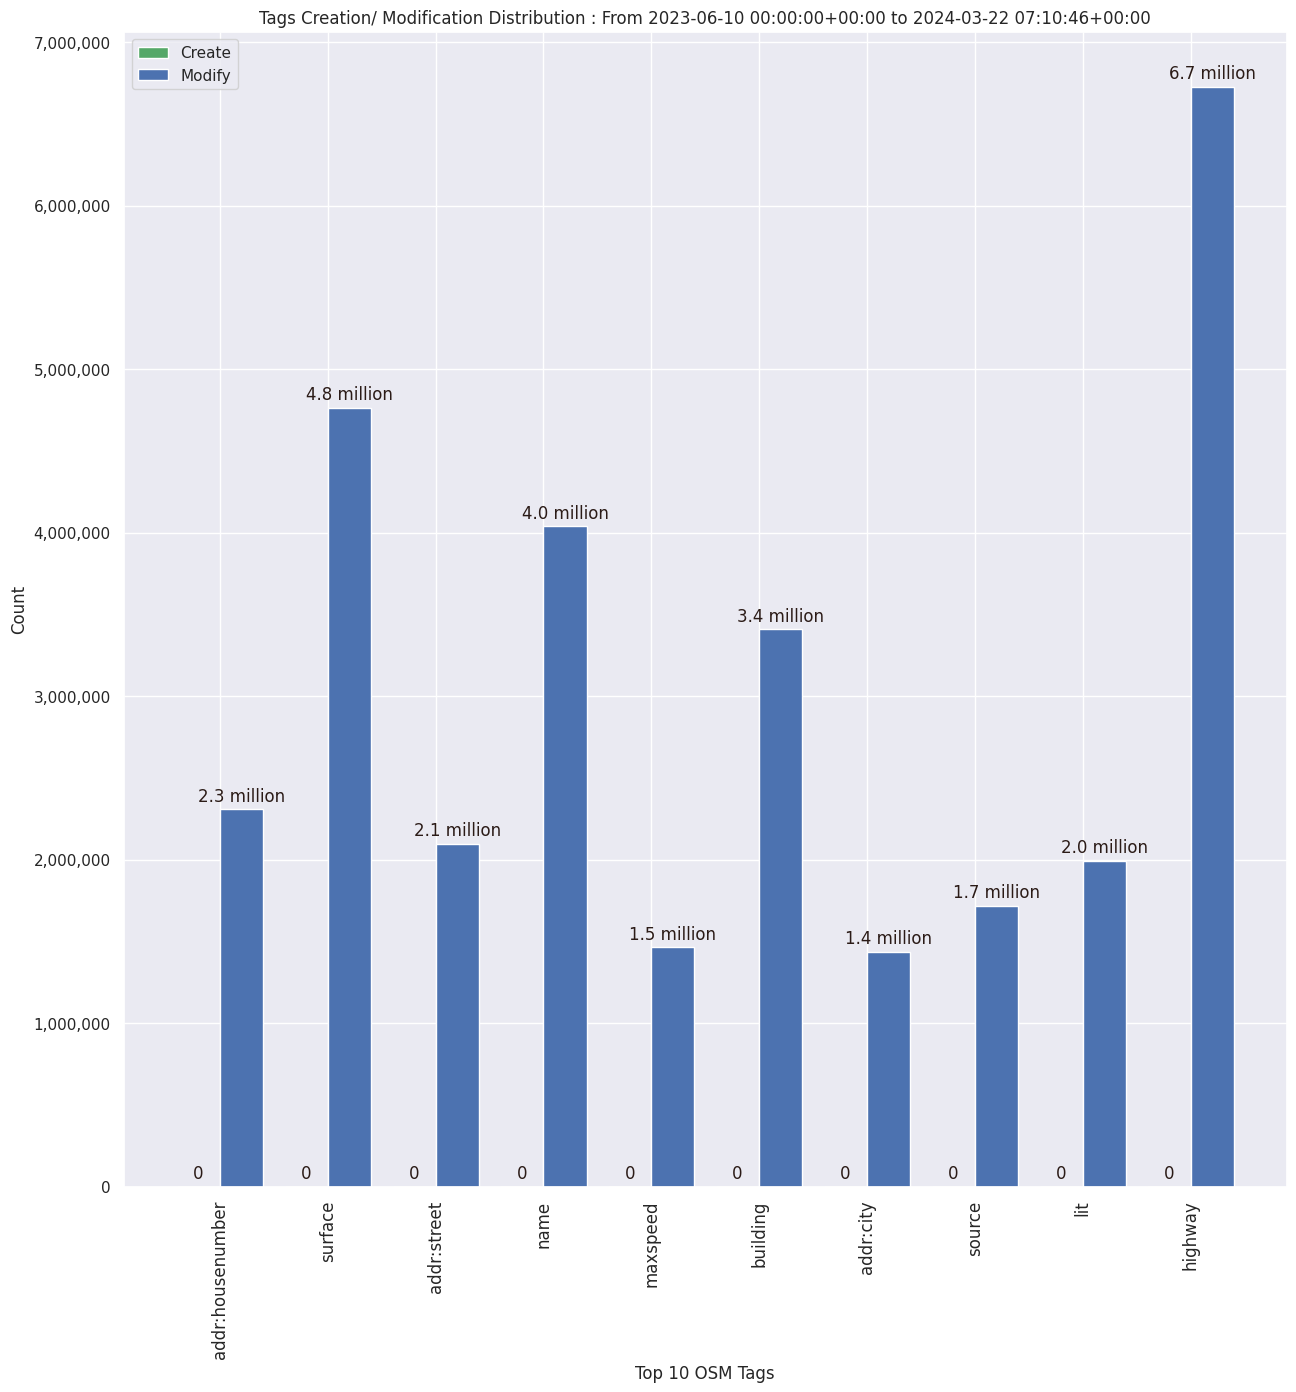 Tags Creation/ Modification Distribution : From 2023-06-10 00:00:00+00:00 to 2024-03-22 07:10:46+00:00
Create
Modify
7,000,000
6,000,000
5,000,000
4,000,000
3,000,000
2,000,000
1,000,000
0
Count
2.3 million
4.8 million
2.1 million
4.0 million
1.5 million
3.4 million
1.4 million
1.7 million
2.0 million
6.7 million
0
0
0
0
0
0
0
0
0
0
addr:housenumber
surface
addr:street
name
maxspeed
building
addr:city
source
lit
highway
Top 10 OSM Tags